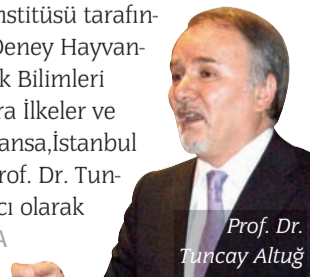 nstitüsü tarafın-
Deney Hayvan-
k Bilimleri
ra İlkeler ve
ansa,İstanbul
rof. Dr. Tun-
cı olarak
A
Prof. Dr.
Tuncay Altuğ